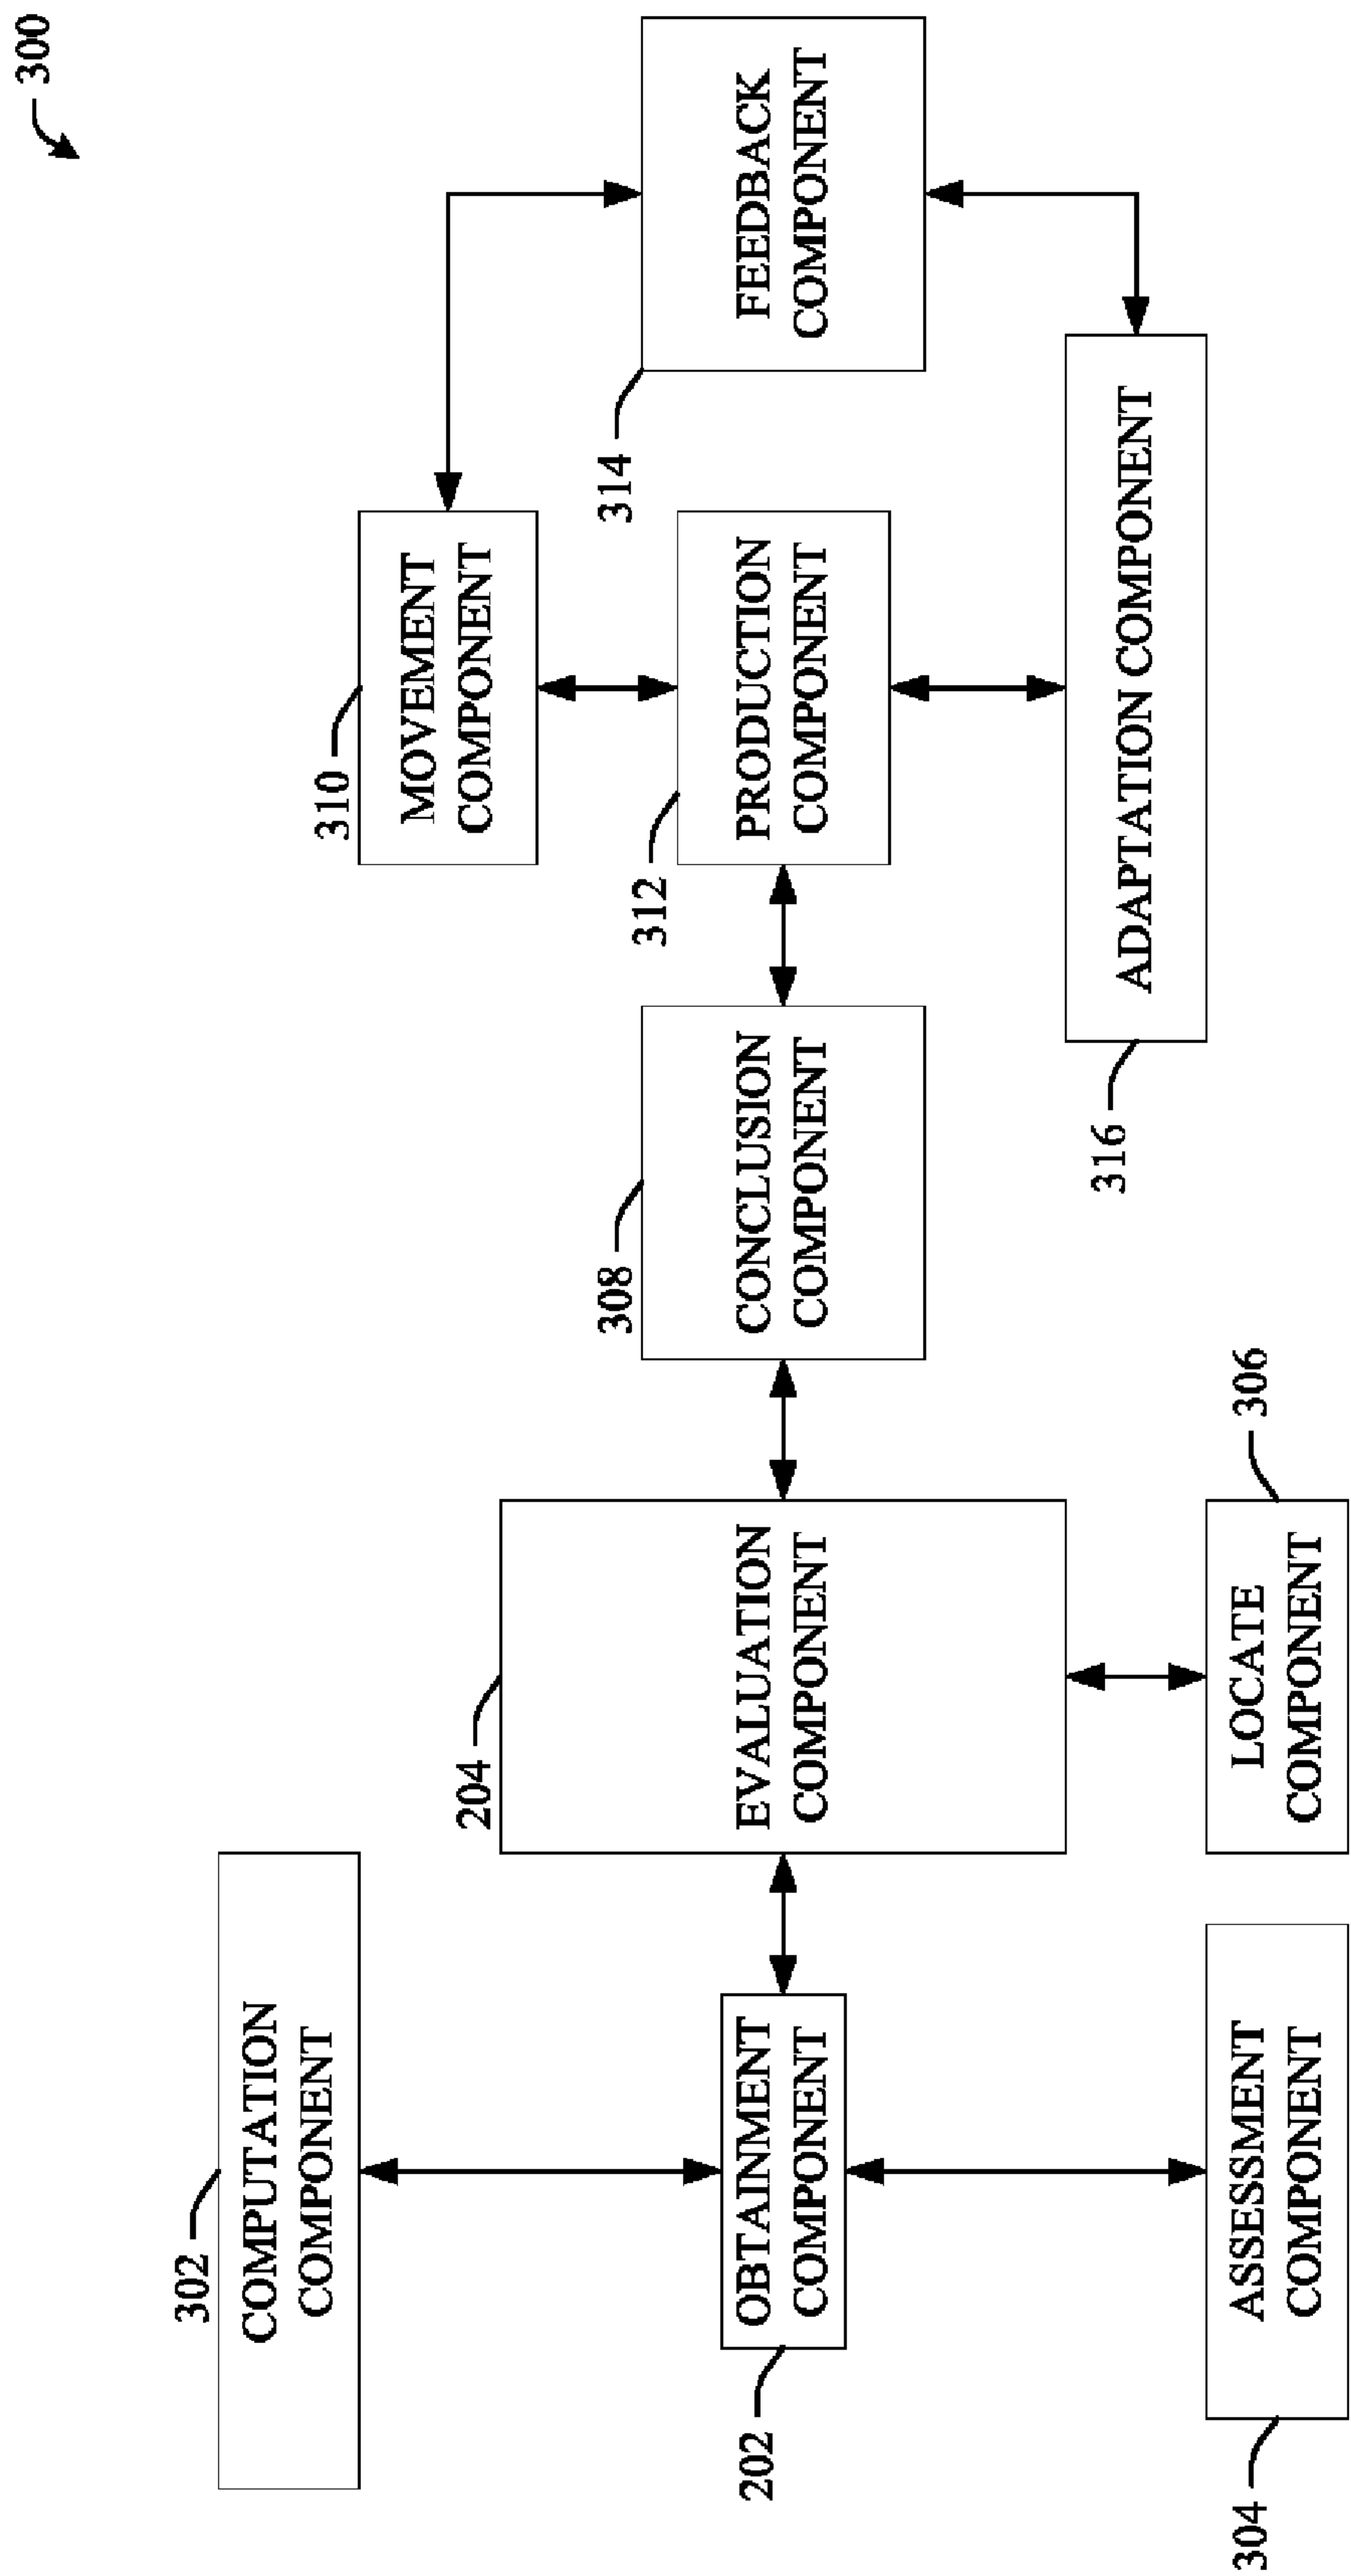 300
302
COMPUTATION
COMPONENT
310
MOVEMENT
COMPONENT
204
EVALUATION
COMPONENT
308
CONCLUSION
COMPONENT
312
PRODUCTION
COMPONENT
314
FEEDBACK
COMPONENT
202
OBTAINMENT
COMPONENT
304
ASSESSMENT
COMPONENT
LOCATE
COMPONENT
306
316
ADAPTATION COMPONENT